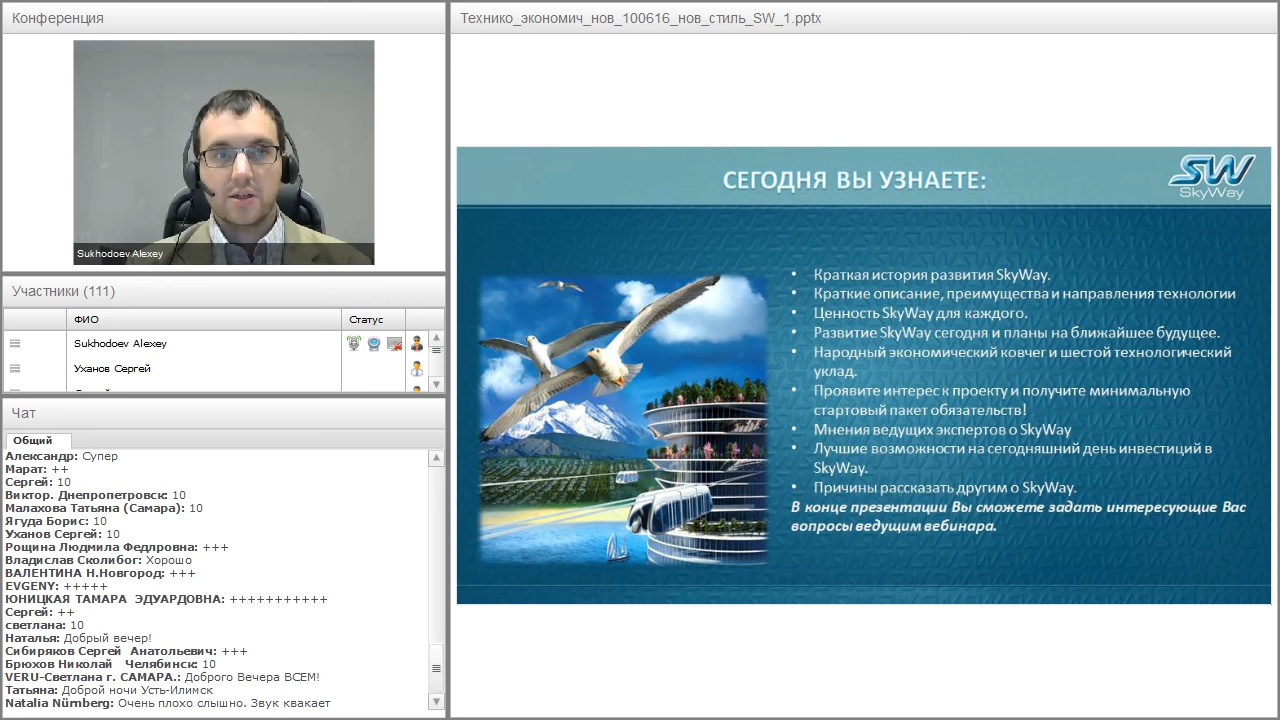 Конференция
Sukhodoev Alexey
Участники (111)
ФИО
Статус
Sukhodoev Alexey
Уханов Сергей
Чат
Общий
Александр: Супер
Марат: ++
Сергей: 10
Виктор. Днепропетровск: 10
Малахова Татьяна (Самара): 10
Ягуда Борис: 10
Уханов Сергей: 10
Рощина Людмила Федлровна: +++
Владислав Сколибог: Хорошо
ВАЛЕНТИНА Н.Новгород: +++
EVGENY: +++++
ЮНИЦКАЯ ТАМАРА ЭДУАРДОВНА: +++++++++++
Сергей: ++
светлана: 10
Наталья: Добрый вечер!
Сибиряков Сергей Анатольевич: +++
Брюхов Николай Челябинск: 10
VERU-Светлана г. САМАРА.: Доброго Вечера ВСЕМ!
Татьяна: Доброй ночи Усть-Илимск
Natalia Nürnberg: Очень плохо слышно. Звук квакает
Технико_экономич_нов_100616_нов_стиль_SW_1.pptx
СЕГОДНЯ ВЫ УЗНАЕТЕ:
SW
SkyWay
• Краткая история развития SkyWay.
• Краткие описание, преимущества и направления технологии
• Ценность SkyWay для каждого.
• Развитие SkyWay сегодня и планы на ближайшее будущее.
• Народный экономический ковчег и шестой технологический
уклад.
• Проявите интерес к проекту и получите минимальную
стартовый пакет обязательств!
• Мнения ведущих экспертов о SkyWay
• Лучшие возможности на сегодняшний день инвестиций в
SkyWay.
• Причины рассказать другим о SkyWay.
В конце презентации Вы сможете задать интересующие Вас
вопросы ведущим вебинара.